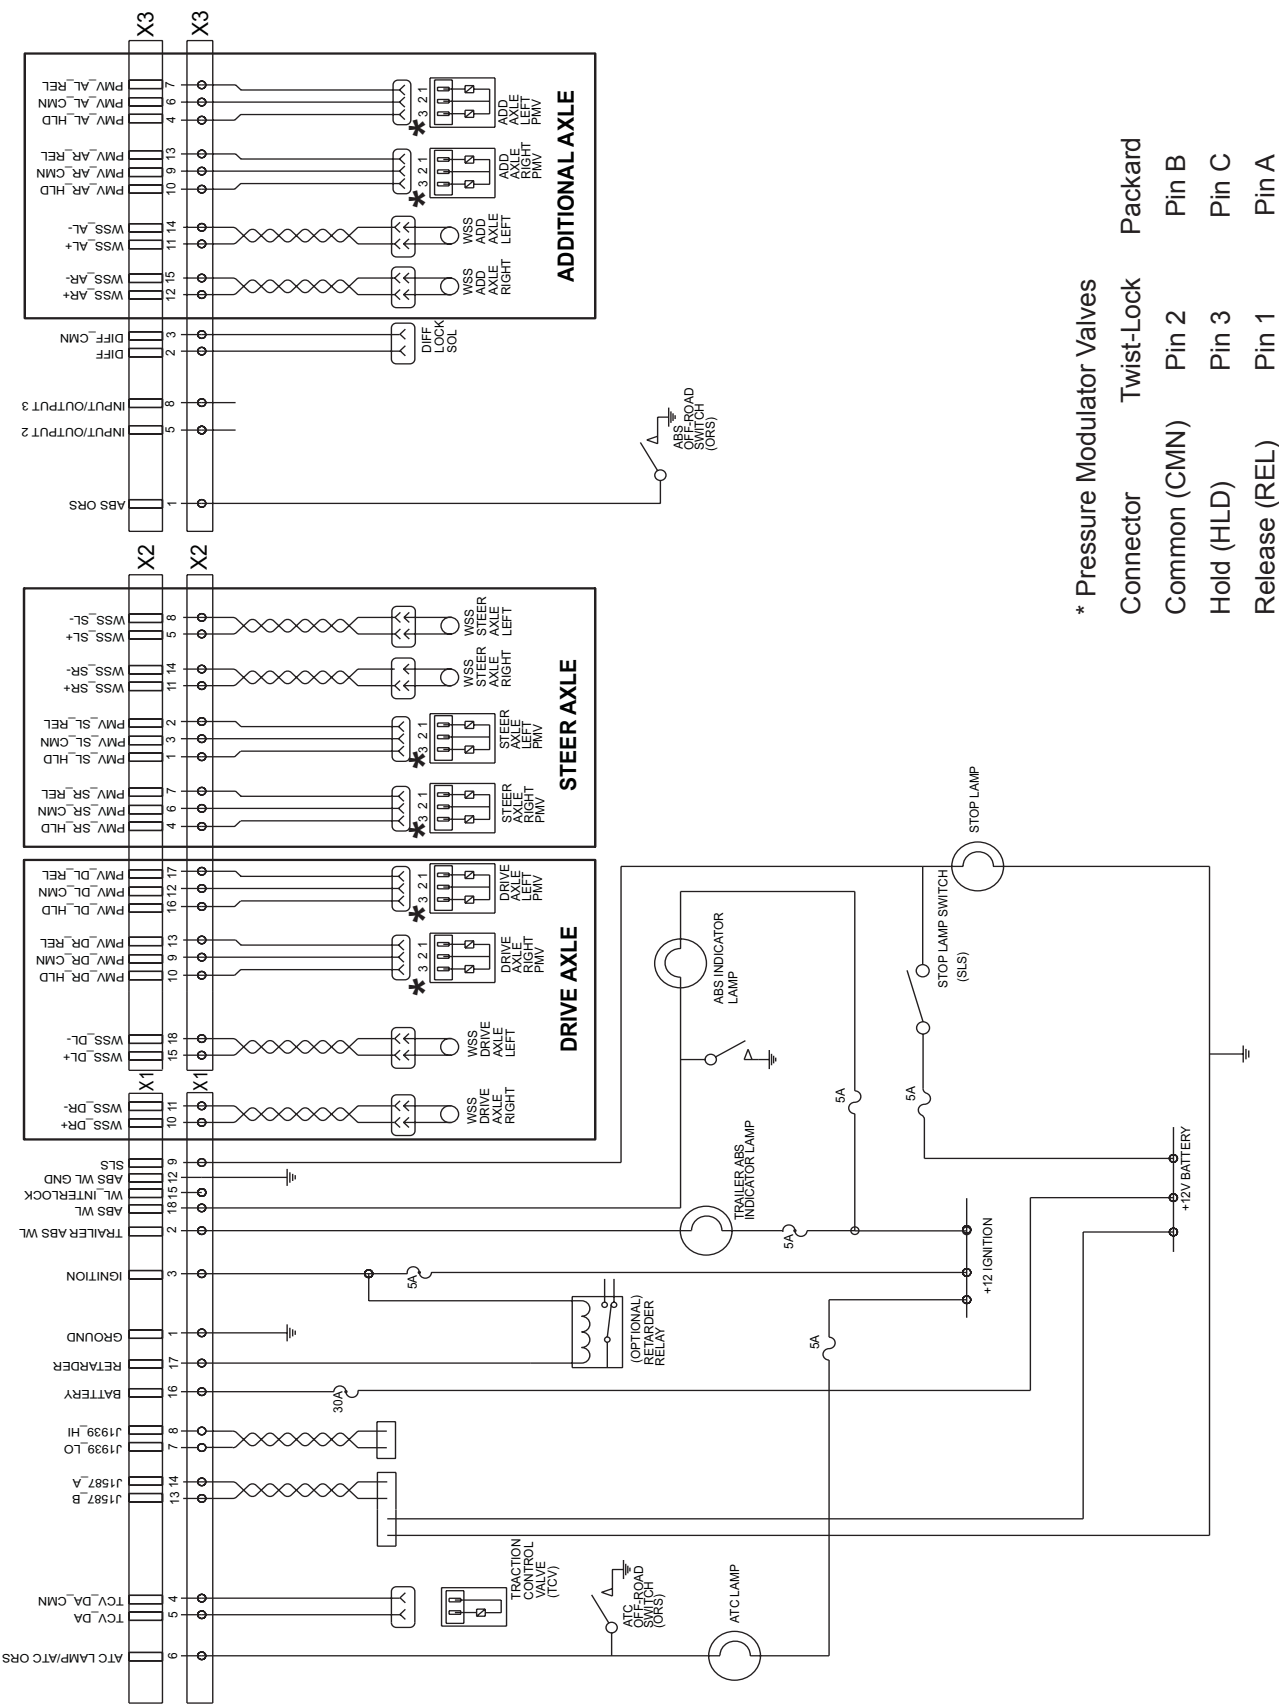 X3
X3
PMV_AL_REL
7
PMV_AL_CMN
6
PMV_AL_HLD
4
3 2 1
*
ADD
AXLE
LEFT
PMV
PMV_AR_REL
13
PMV_AR_CMN
9
PMV_AR_HLD
10
3 2 1
*
ADD
AXLE
RIGHT
PMV
WSS_AL-
14
WSS_AL+
11
WSS
ADD
AXLE
LEFT
WSS_AR-
15
WSS_AR+
12
WSS
ADD
AXLE
RIGHT
ADDITIONAL AXLE
DIFF_CMN
3
DIFF
2
DIFF
LOCK
SOL
INPUT/OUTPUT 3
8
INPUT/OUTPUT 2
5
ABS ORS
1
ABS
OFF-ROAD
SWITCH
(ORS)
X2
X2
WSS_SL-
8
WSS_SL+
5
WSS
STEER
AXLE
LEFT
WSS_SR-
14
WSS_SR+
11
WSS
STEER
AXLE
RIGHT
PMV_SL_REL
2
PMV_SL_CMN
3
PMV_SL_HLD
1
3 2 1
*
STEER
AXLE
LEFT
PMV
PMV_SR_REL
7
PMV_SR_CMN
6
PMV_SR_HLD
4
3 2 1
*
STEER
AXLE
RIGHT
PMV
STEER AXLE
PMV_DL_REL
17
PMV_DL_CMN
12
PMV_DL_HLD
16
3 2 1
*
DRIVE
AXLE
LEFT
PMV
PMV_DR_REL
13
PMV_DR_CMN
9
PMV_DR_HLD
10
3 2 1
*
DRIVE
AXLE
RIGHT
PMV
WSS_DL-
18
WSS_DL+
15
WSS
DRIVE
AXLE
LEFT
X1
X1
WSS_DR-
11
WSS_DR+
10
WSS
DRIVE
AXLE
RIGHT
DRIVE AXLE
SLS
9
ABS WL GND
12
WL_INTERLOCK
15
ABS WL
18
TRAILER ABS WL
2
IGNITION
3
GROUND
1
RETARDER
17
BATTERY
16
J1939_HI
8
J1939_LO
7
J1587_A
14
J1587_B
13
TCV_DA_CMN
4
TCV_DA
5
ATC LAMP/ATC ORS
6
STOP LAMP
STOP LAMP SWITCH
(SLS)
ABS INDICATOR
LAMP
5A
5A
TRAILER ABS
INDICATOR LAMP
5A
+12V BATTERY
+12 IGNITION
5A
(OPTIONAL)
RETARDER
RELAY
5A
30A
TRACTION
CONTROL
VALVE
(TCV)
ATC
OFF-ROAD
SWITCH
(ORS)
ATC LAMP
* Pressure Modulator Valves
Connector Twist-Lock Packard
Common (CMN) Pin 2 Pin B
Hold (HLD) Pin 3 Pin C
Release (REL) Pin 1 Pin A